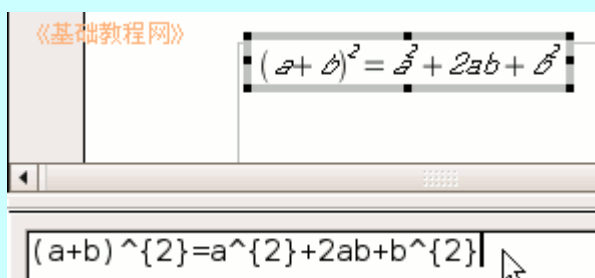 《基础教程网》
(a+ b)² = a² + 2ab + b²
(a+b)^{2}=a^{2}+2ab+b^{2}